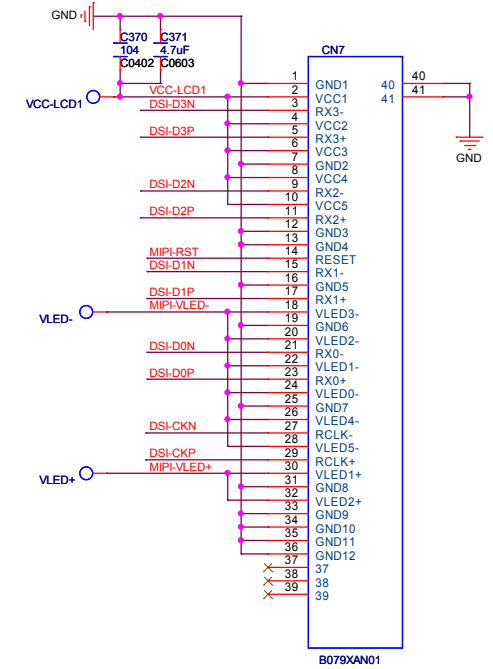 GND
C370
104
C0402
C371
4.7uF
C0603
CN7
VCC-LCD1
VCC-LCD1
DSI-D3N
DSI-D3P
DSI-D2N
DSI-D2P
MIPI-RST
DSI-D1N
DSI-D1P
MIPI-VLED-
VLED-
DSI-D0N
DSI-D0P
DSI-CKN
DSI-CKP
MIPI-VLED+
VLED+
1 GND1
2 VCC1
3 RX3-
4 VCC2
5 RX3+
6 VCC3
7 GND2
8 VCC4
9 RX2-
10 VCC5
11 RX2+
12 GND3
13 GND4
14 RESET
15 RX1-
16 GND5
17 RX1+
18 VLED3-
19 GND6
20 VLED2-
21 RX0-
22 VLED1-
23 RX0+
24 VLED0-
25 GND7
26 VLED4-
27 RCLK-
28 VLED5-
29 RCLK+
30 VLED1+
31 GND8
32 VLED2+
33 GND9
34 GND10
35 GND11
36 GND12
37 37
38 38
39 39
40 40
41 41
GND
B079XAN01